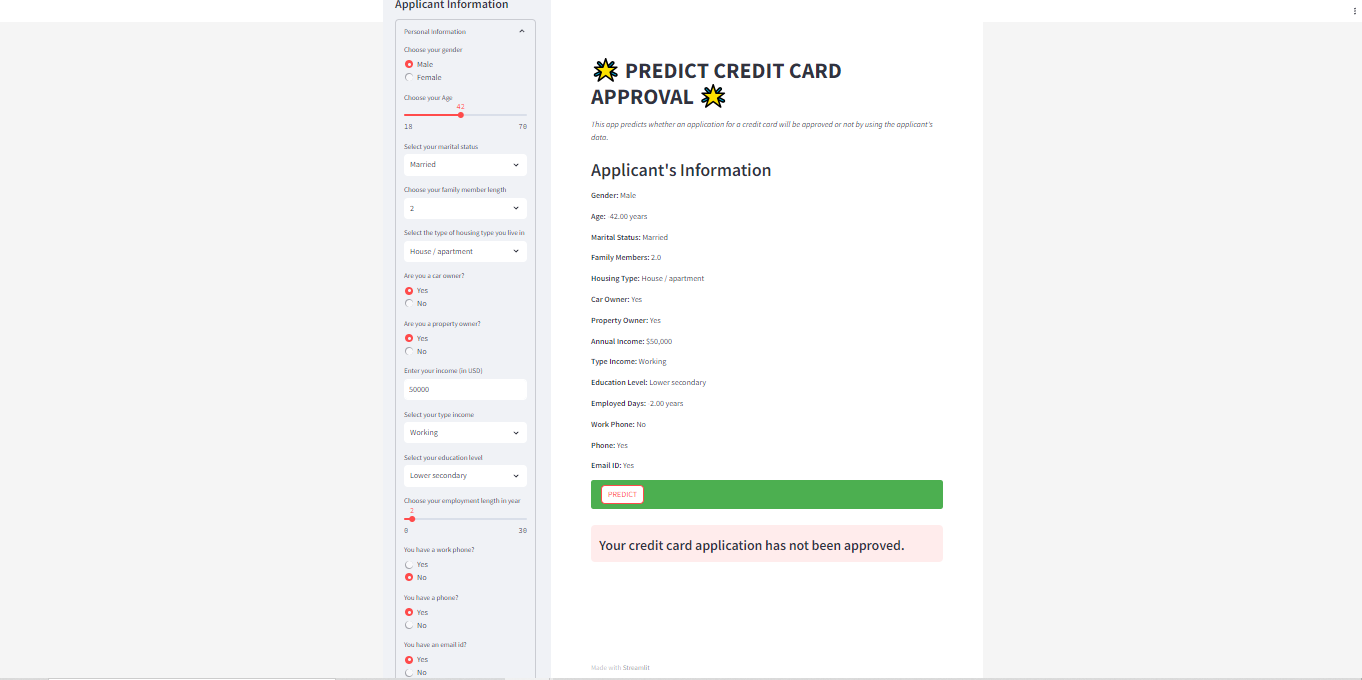 Applicant Information
Personal Information
Choose your gender
Male
Female
Choose your Age
42
18 70
Select your marital status
Married
Choose your family member length
2
Select the type of housing type you live in
House / apartment
Are you a car owner?
Yes
No
Are you a property owner?
Yes
No
Enter your income (in USD)
50000
Select your type income
Working
Select your education level
Lower secondary
Choose your employment length in year
2
0 30
You have a work phone?
Yes
No
You have a phone?
Yes
No
You have an email id?
Yes
No
PREDICT CREDIT CARD
APPROVAL
This app predicts whether an application for a credit card will be approved or not by using the applicant's
data.
Applicant's Information
Gender: Male
Age: 42.00 years
Marital Status: Married
Family Members: 2.0
Housing Type: House / apartment
Car Owner: Yes
Property Owner: Yes
Annual Income: $50,000
Type Income: Working
Education Level: Lower secondary
Employed Days: 2.00 years
Work Phone: No
Phone: Yes
Email ID: Yes
PREDICT
Your credit card application has not been approved.
Made with Streamlit